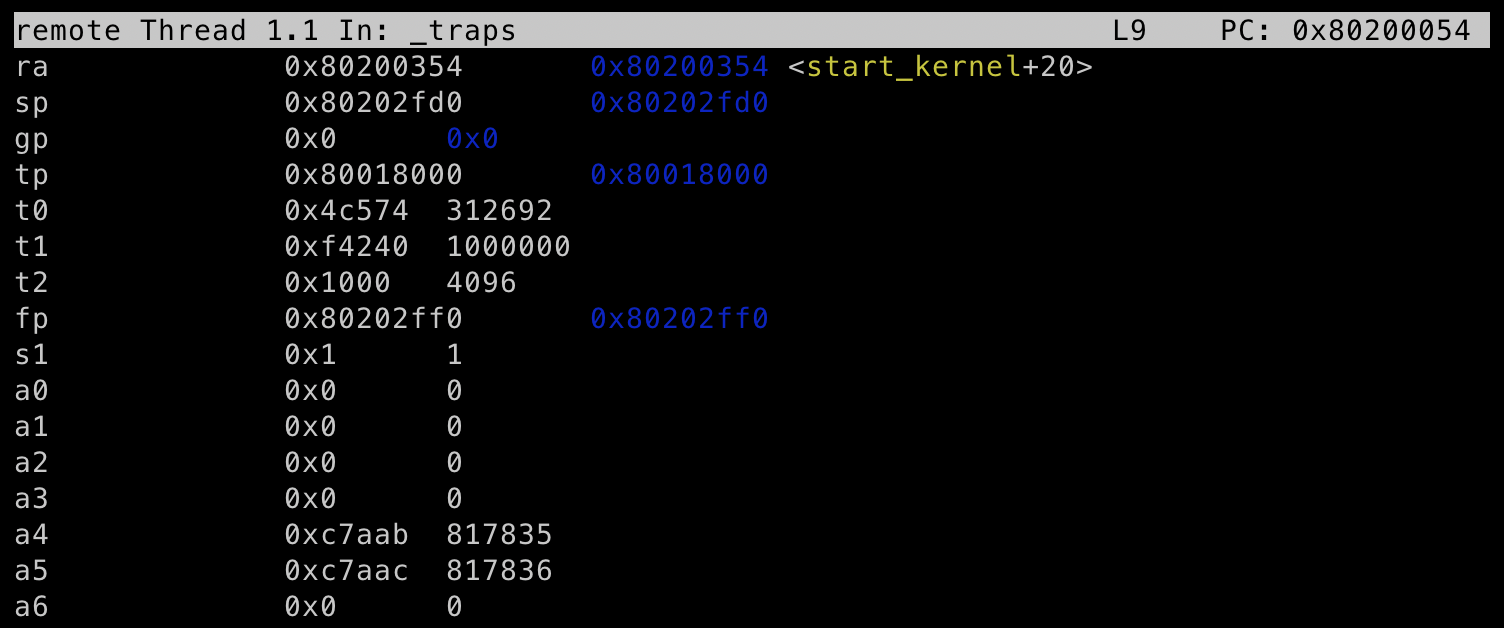 remote Thread 1.1 In: _traps L9 PC: 0x80200054
ra 0x80200354 0x80200354 <start_kernel+20>
sp 0x80202fd0 0x80202fd0
gp 0x0 0x0
tp 0x80018000 0x80018000
t0 0x4c574 312692
t1 0xf4240 1000000
t2 0x1000 4096
fp 0x80202ff0 0x80202ff0
s1 0x1 1
a0 0x0 0
a1 0x0 0
a2 0x0 0
a3 0x0 0
a4 0xc7aab 817835
a5 0xc7aac 817836
a6 0x0 0